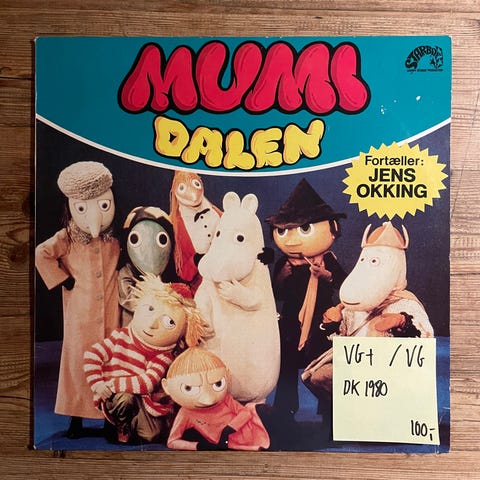 MUMI
DALEN
STARBOX
Fortæller:
JENS
OKKING
VG+ / VG
DK 1980
100,-